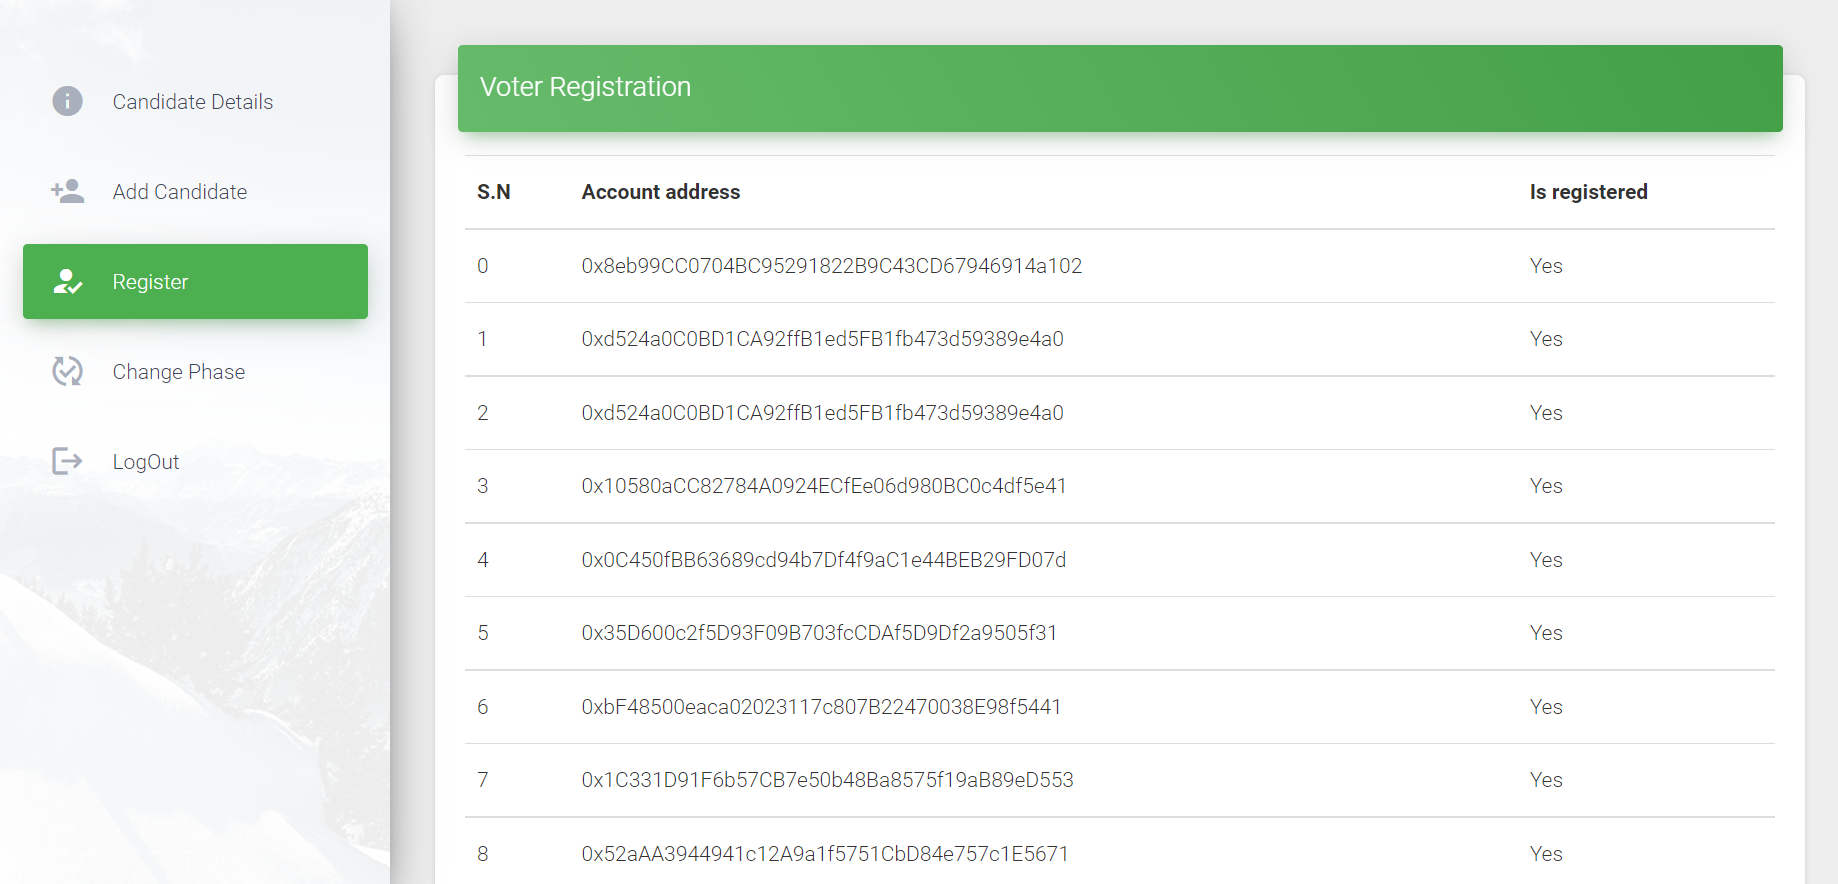 Candidate Details
Add Candidate
Register
Change Phase
LogOut
Voter Registration
S.N Account address Is registered
0 0x8eb99CC0704BC95291822B9C43CD67946914a102 Yes
1 0xd524a0C0BD1CA92ffB1ed5FB1fb473d59389e4a0 Yes
2 0xd524a0C0BD1CA92ffB1ed5FB1fb473d59389e4a0 Yes
3 0x10580aCC82784A0924ECfEe06d980BC0c4df5e41 Yes
4 0x0C450fBB63689cd94b7Df4f9aC1e44BEB29FD07d Yes
5 0x35D600c2f5D93F09B703fcCDAf5D9Df2a9505f31 Yes
6 0xbF48500eaca02023117c807B22470038E98f5441 Yes
7 0x1C331D91F6b57CB7e50b48Ba8575f19aB89eD553 Yes
8 0x52aAA3944941c12A9a1f5751CbD84e757c1E5671 Yes